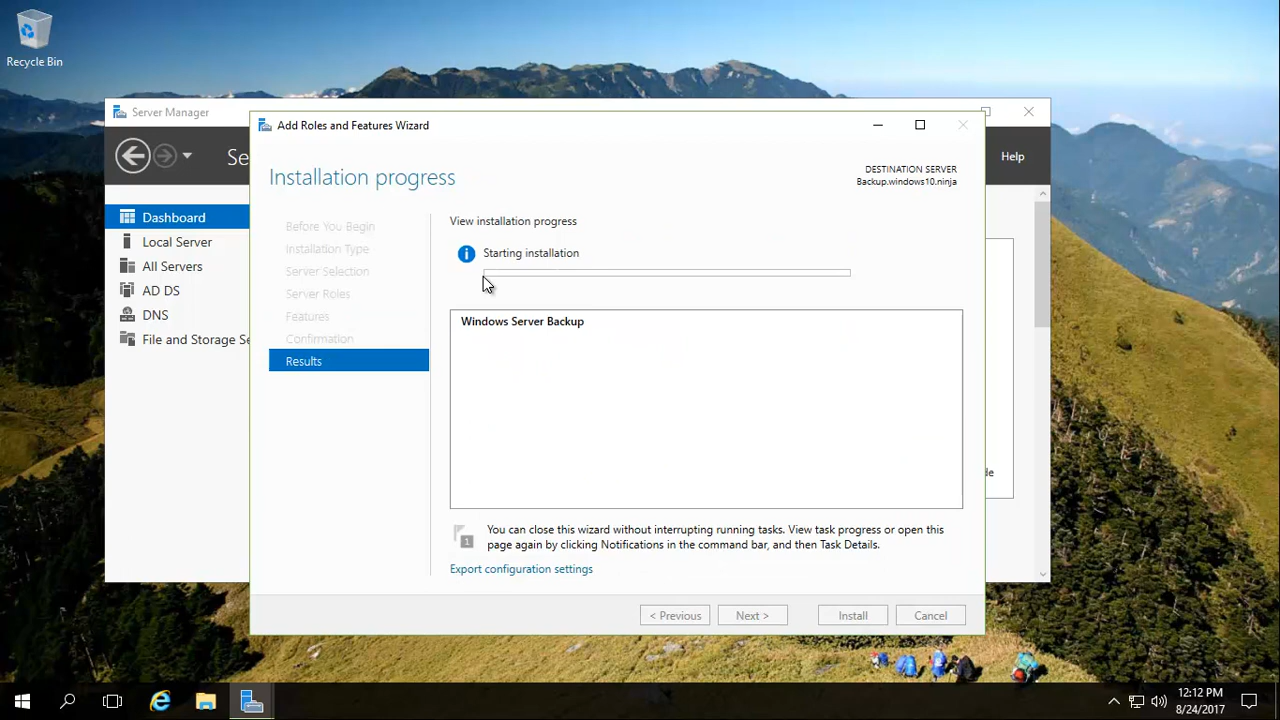 Recycle Bin
Server Manager
Add Roles and Features Wizard
Se
Help
Installation progress
DESTINATION SERVER
Backup.windows10.ninja
Dashboard
Local Server
All Servers
AD DS
DNS
File and Storage Se
Before You Begin
Installation Type
Server Selection
Server Roles
Features
Confirmation
Results
View installation progress
Starting installation
Windows Server Backup
de
1
You can close this wizard without interrupting running tasks. View task progress or open this
page again by clicking Notifications in the command bar, and then Task Details.
Export configuration settings
< Previous
Next >
Install
Cancel
12:12 PM
8/24/2017